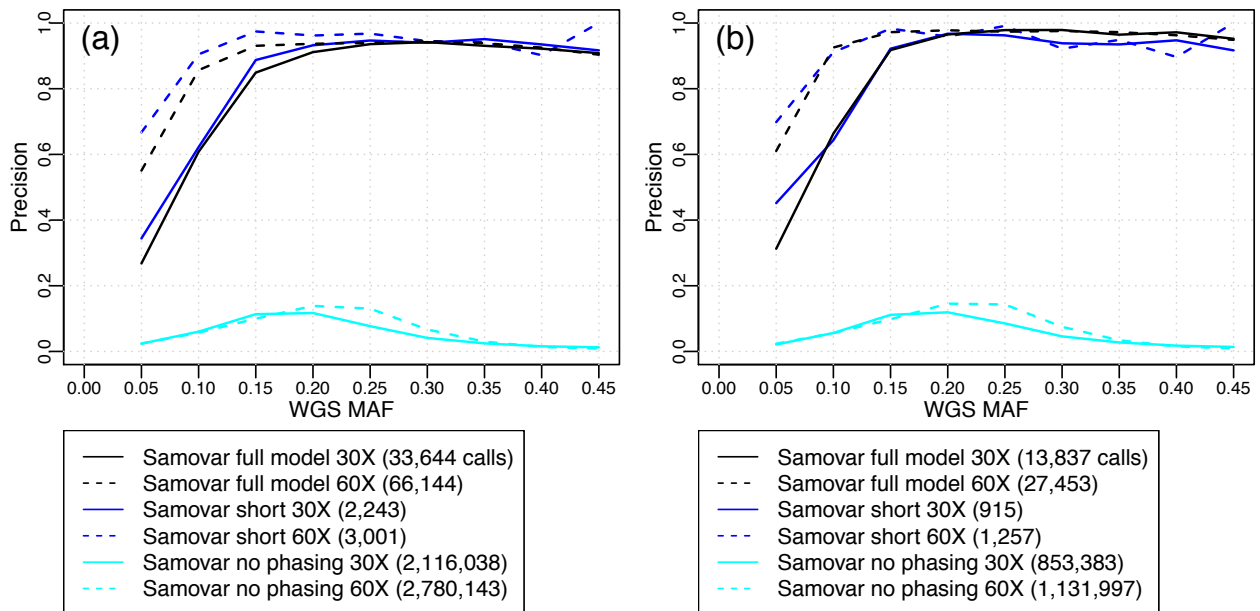 (a)
Precision
1.0
0.8
0.6
0.4
0.2
0.0
0.00 0.05 0.10 0.15 0.20 0.25 0.30 0.35 0.40 0.45
WGS MAF
Samovar full model 30X (33,644 calls)
Samovar full model 60X (66,144)
Samovar short 30X (2,243)
Samovar short 60X (3,001)
Samovar no phasing 30X (2,116,038)
Samovar no phasing 60X (2,780,143)
(b)
Precision
1.0
0.8
0.6
0.4
0.2
0.0
0.00 0.05 0.10 0.15 0.20 0.25 0.30 0.35 0.40 0.45
WGS MAF
Samovar full model 30X (13,837 calls)
Samovar full model 60X (27,453)
Samovar short 30X (915)
Samovar short 60X (1,257)
Samovar no phasing 30X (853,383)
Samovar no phasing 60X (1,131,997)